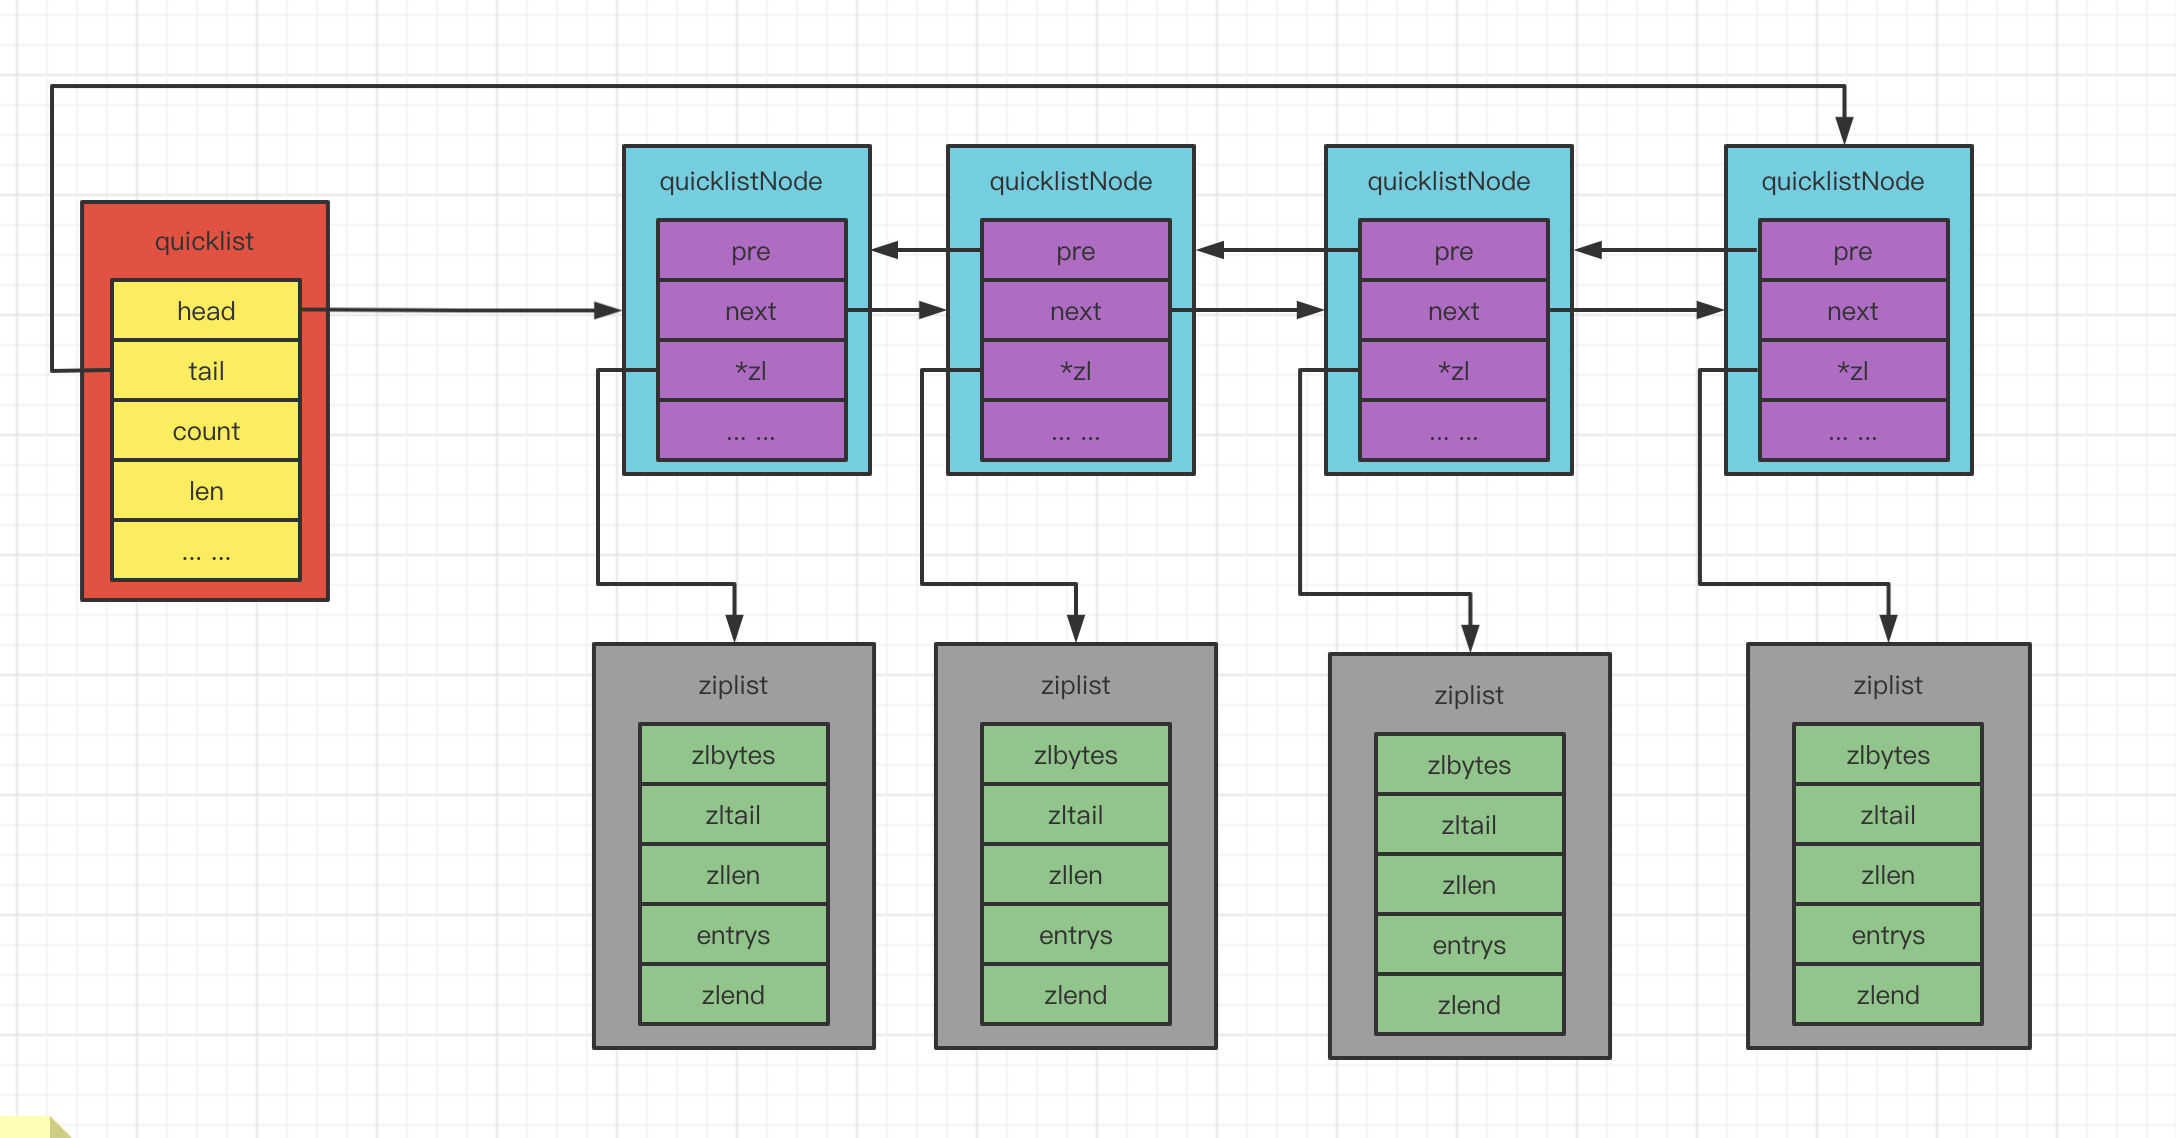 quicklist
head
tail
count
len
... ...
quicklistNode
pre
next
*zl
... ...
quicklistNode
pre
next
*zl
... ...
quicklistNode
pre
next
*zl
... ...
quicklistNode
pre
next
*zl
... ...
ziplist
zlbytes
zltail
zllen
entrys
zlend
ziplist
zlbytes
zltail
zllen
entrys
zlend
ziplist
zlbytes
zltail
zllen
entrys
zlend
ziplist
zlbytes
zltail
zllen
entrys
zlend